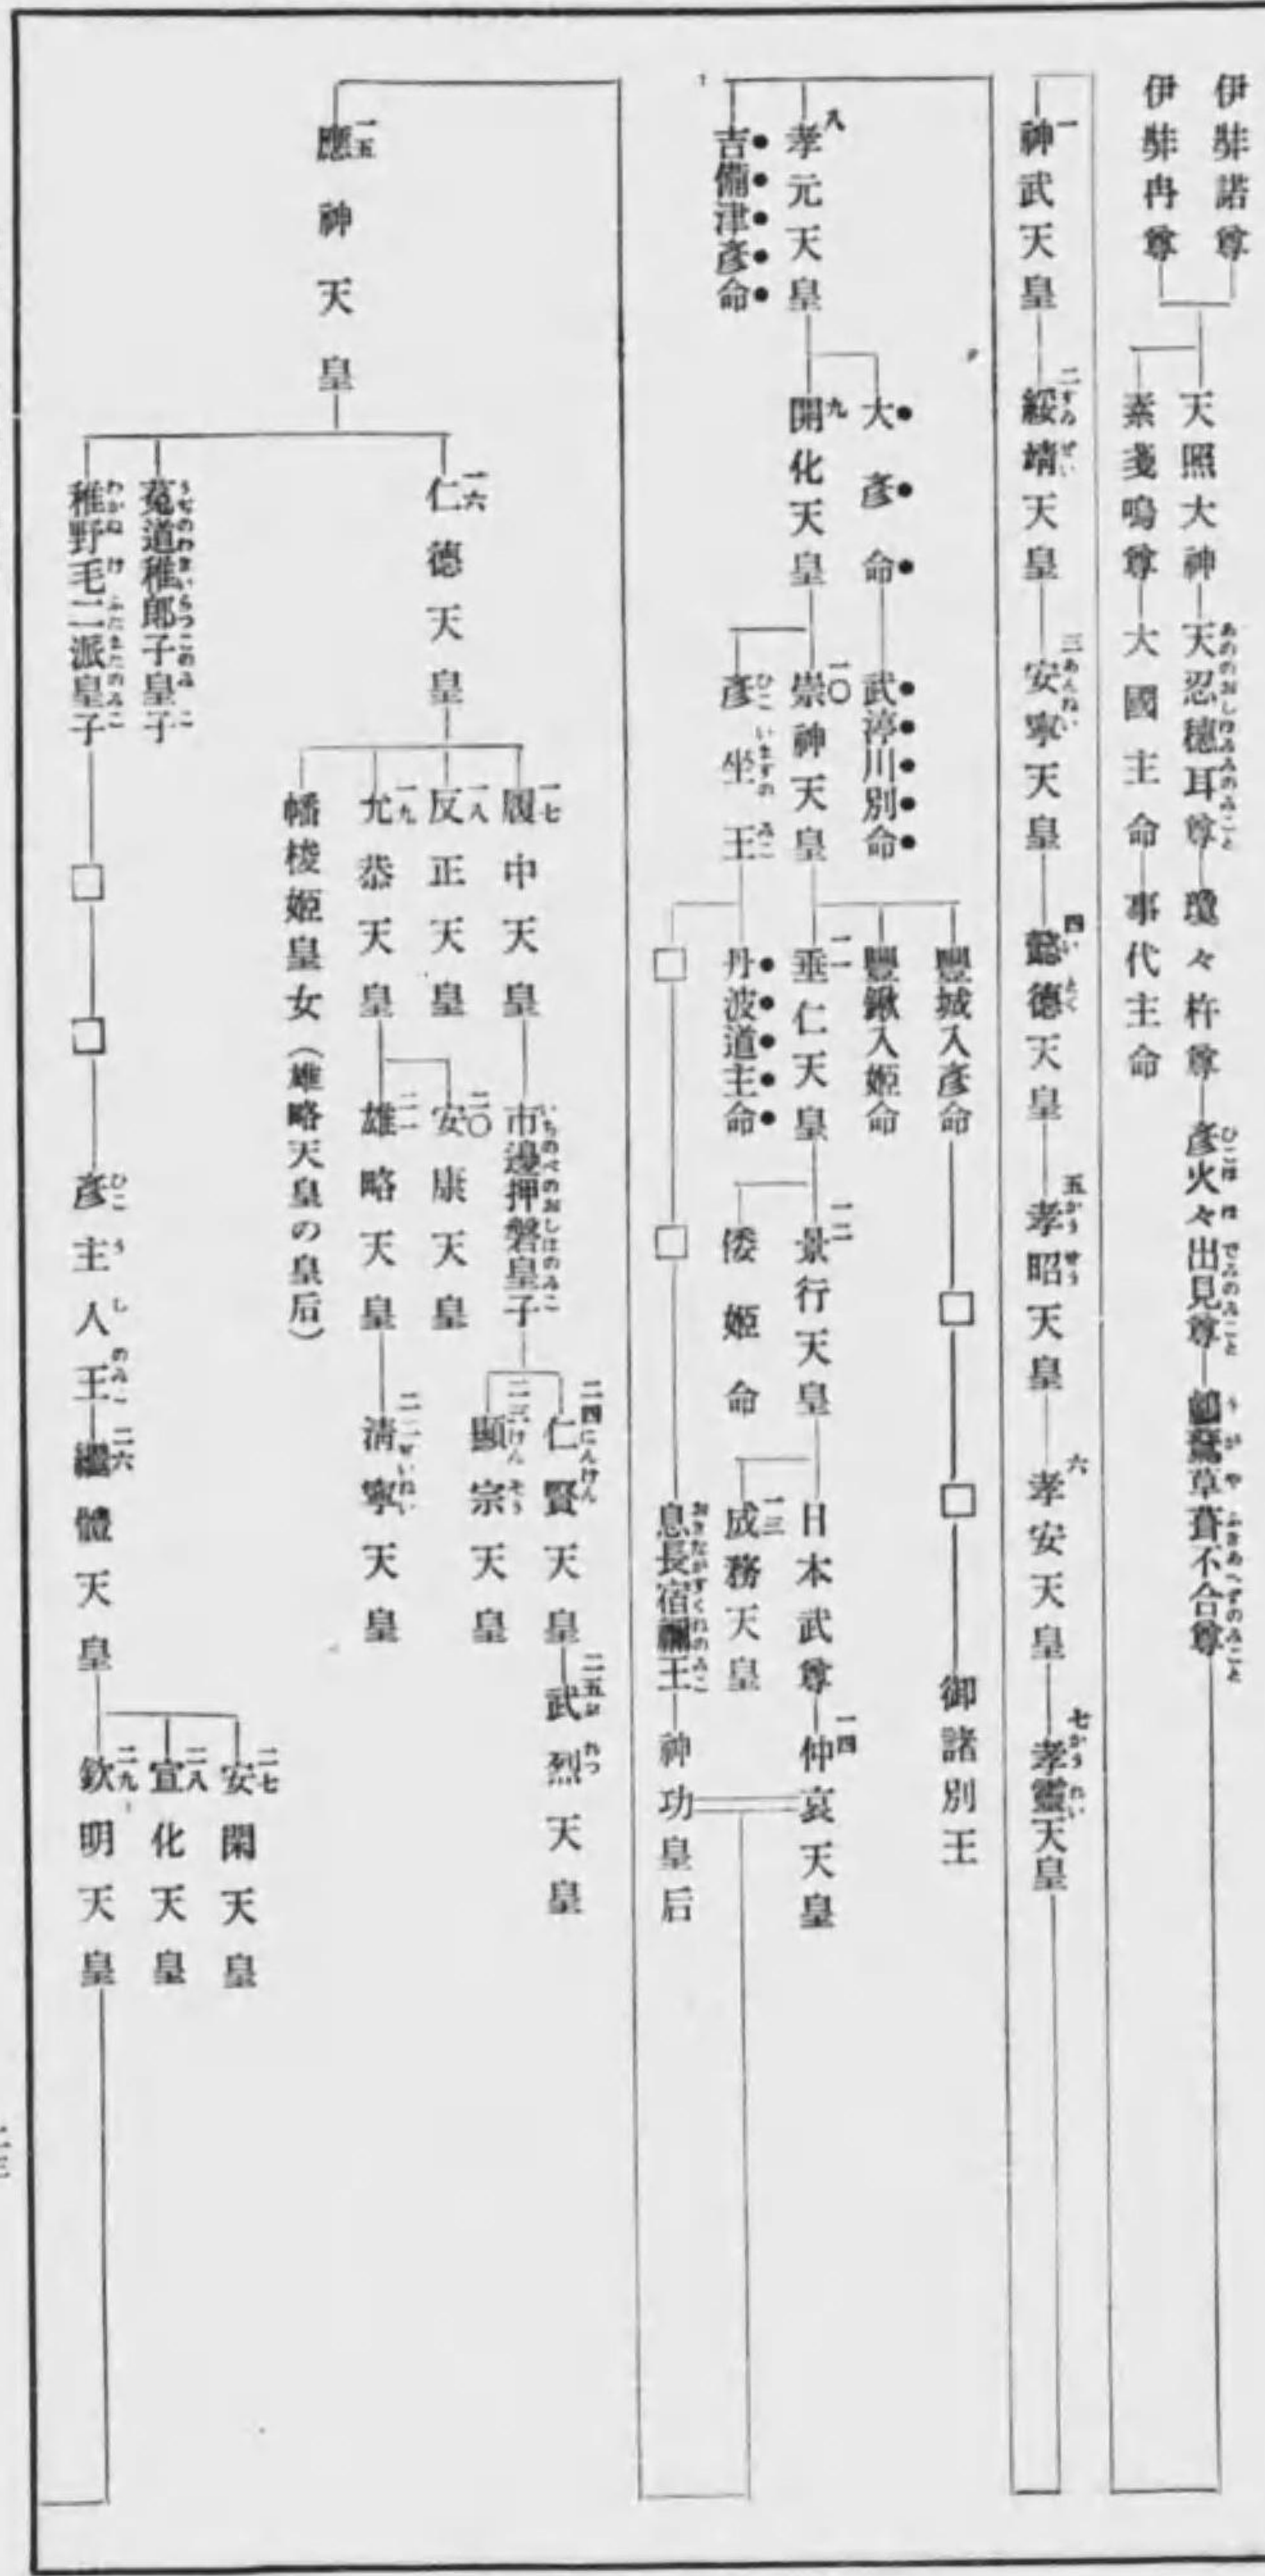 伊弉諾尊
伊弉冉尊
天照大神
天忍穗耳尊
瓊々杵尊
彥火々出見尊
鸕鶿草葺不合尊
素戔嗚尊
大國主命
事代主命
一 神武天皇
二 綏靖天皇
三 安寧天皇
四 懿德天皇
五 孝昭天皇
六 孝安天皇
七 孝靈天皇
八 孝元天皇
吉備津彥命
大彥命
武渟川別命
九 開化天皇
一〇 崇神天皇
彥坐王
豐城入彥命
□
□
御諸別王
豐鍬入姬命
一一 垂仁天皇
丹波道主命
□
□
息長宿禰王
神功皇后
一二 景行天皇
倭姬命
日本武尊
一四 仲哀天皇
一三 成務天皇
一五 應神天皇
一六 仁德天皇
菟道稚郎子皇子
稚野毛二派皇子
一七 履中天皇
市邊押磐皇子
二四 仁賢天皇
二五 武烈天皇
二三 顯宗天皇
一八 反正天皇
一九 允恭天皇
二〇 安康天皇
二一 雄略天皇
二二 清寧天皇
幡梭姬皇女（雄略天皇の皇后）
□
□
彥主人王
二六 繼體天皇
二七 安閑天皇
二八 宣化天皇
二九 欽明天皇